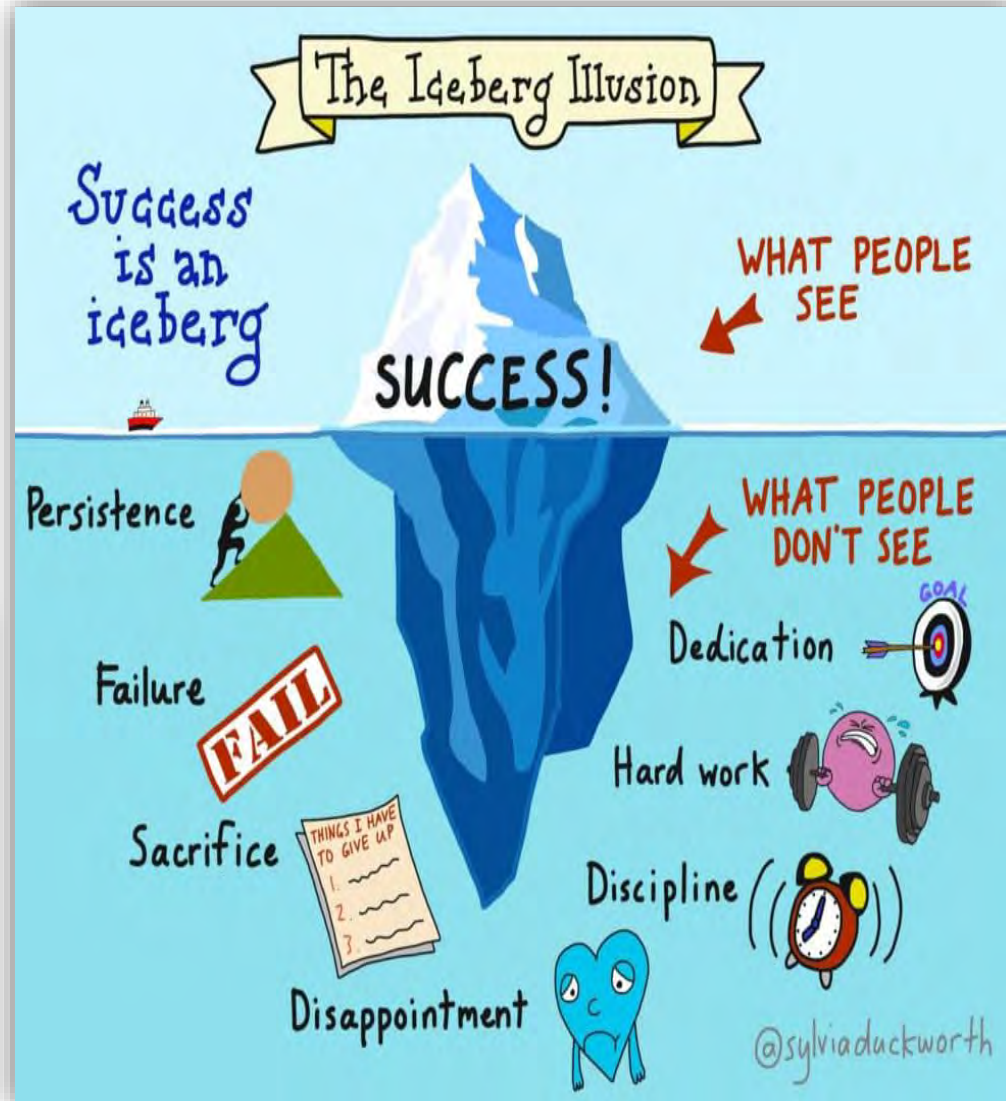 The Iceberg Illusion
Success
is an
iceberg
WHAT PEOPLE
SEE
SUCCESS!
WHAT PEOPLE
DON'T SEE
Persistence
GOAL
Dedication
Failure
FAIL
Hard work
Sacrifice
THINGS I HAVE
TO GIVE UP
1.
2.
3.
Discipline
Disappointment
@sylviaduckworth